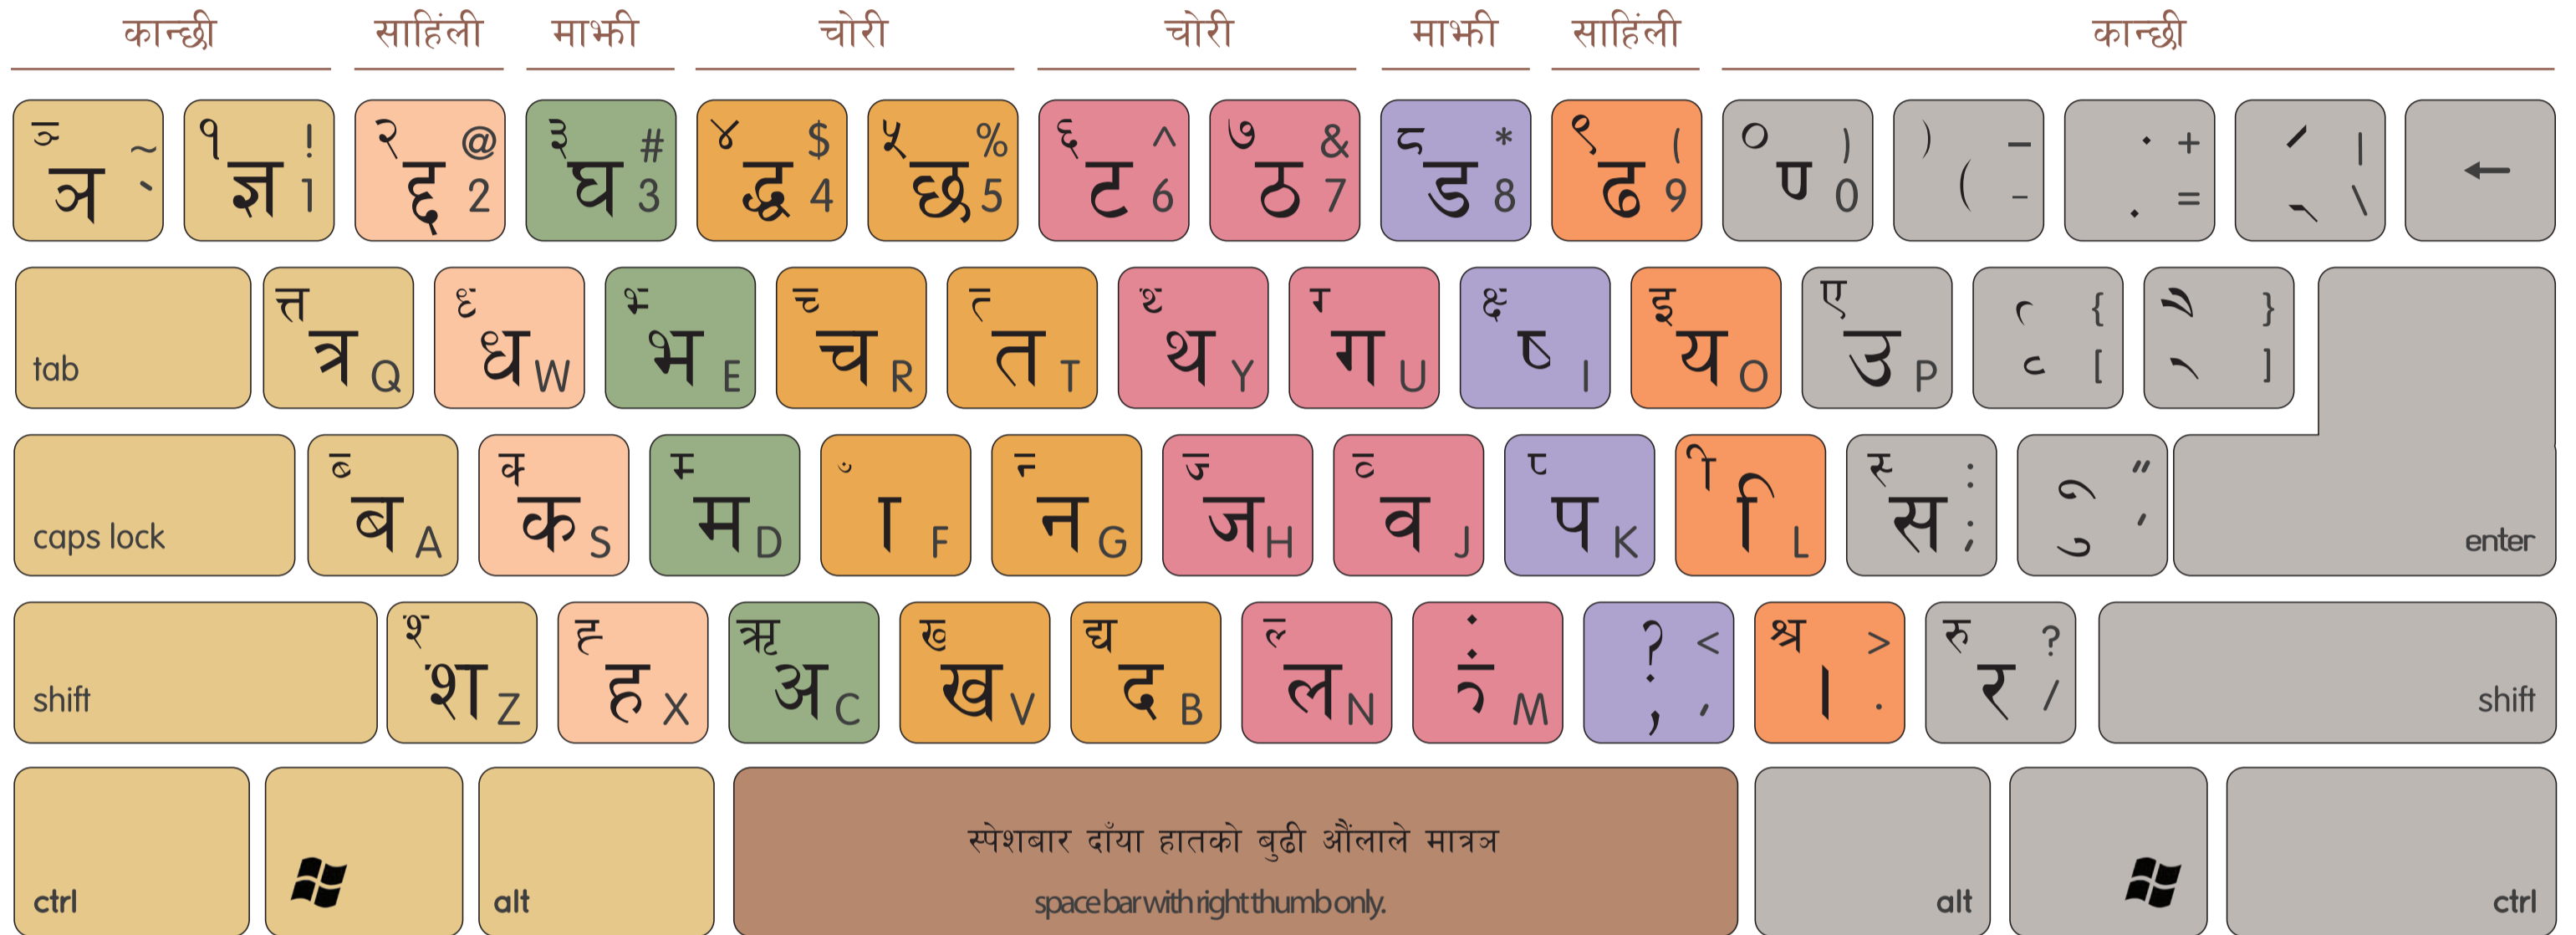 कान्छी साहिंली माझी चोरी चोरी माझी साहिंली कान्छी
ञ ञ ~ ` १ ज्ञ ! 1 २ द्द @ 2 ३ घ # 3 ४ द्ध $ 4 ५ छ % 5 ६ ट ^ 6 ७ ठ & 7 ८ ड * 8 ९ ढ ( 9 ० ण् ) 0 ) ( – - . + . = | \ ←
tab त्त त्र Q ध् ध W भ् भ E च् च R त् त T थ् थ Y ग् ग U क्ष् ष् I इ य O ए उ P { [ } ]
caps lock ब् ब A क् क S म् म D ँ ा F न् न G ज् ज H व् व J प् प K ी ि L स् स : ; ू ु " ' enter
shift श् श Z ह् ह X ऋ अ C ख् ख V द्य द B ल् ल N ः M ? , < , श्र । > . रु र ? / shift
ctrl alt स्पेशबार दाँया हातको बुढी औंलाले मात्रञ alt ctrl
space bar with right thumb only.